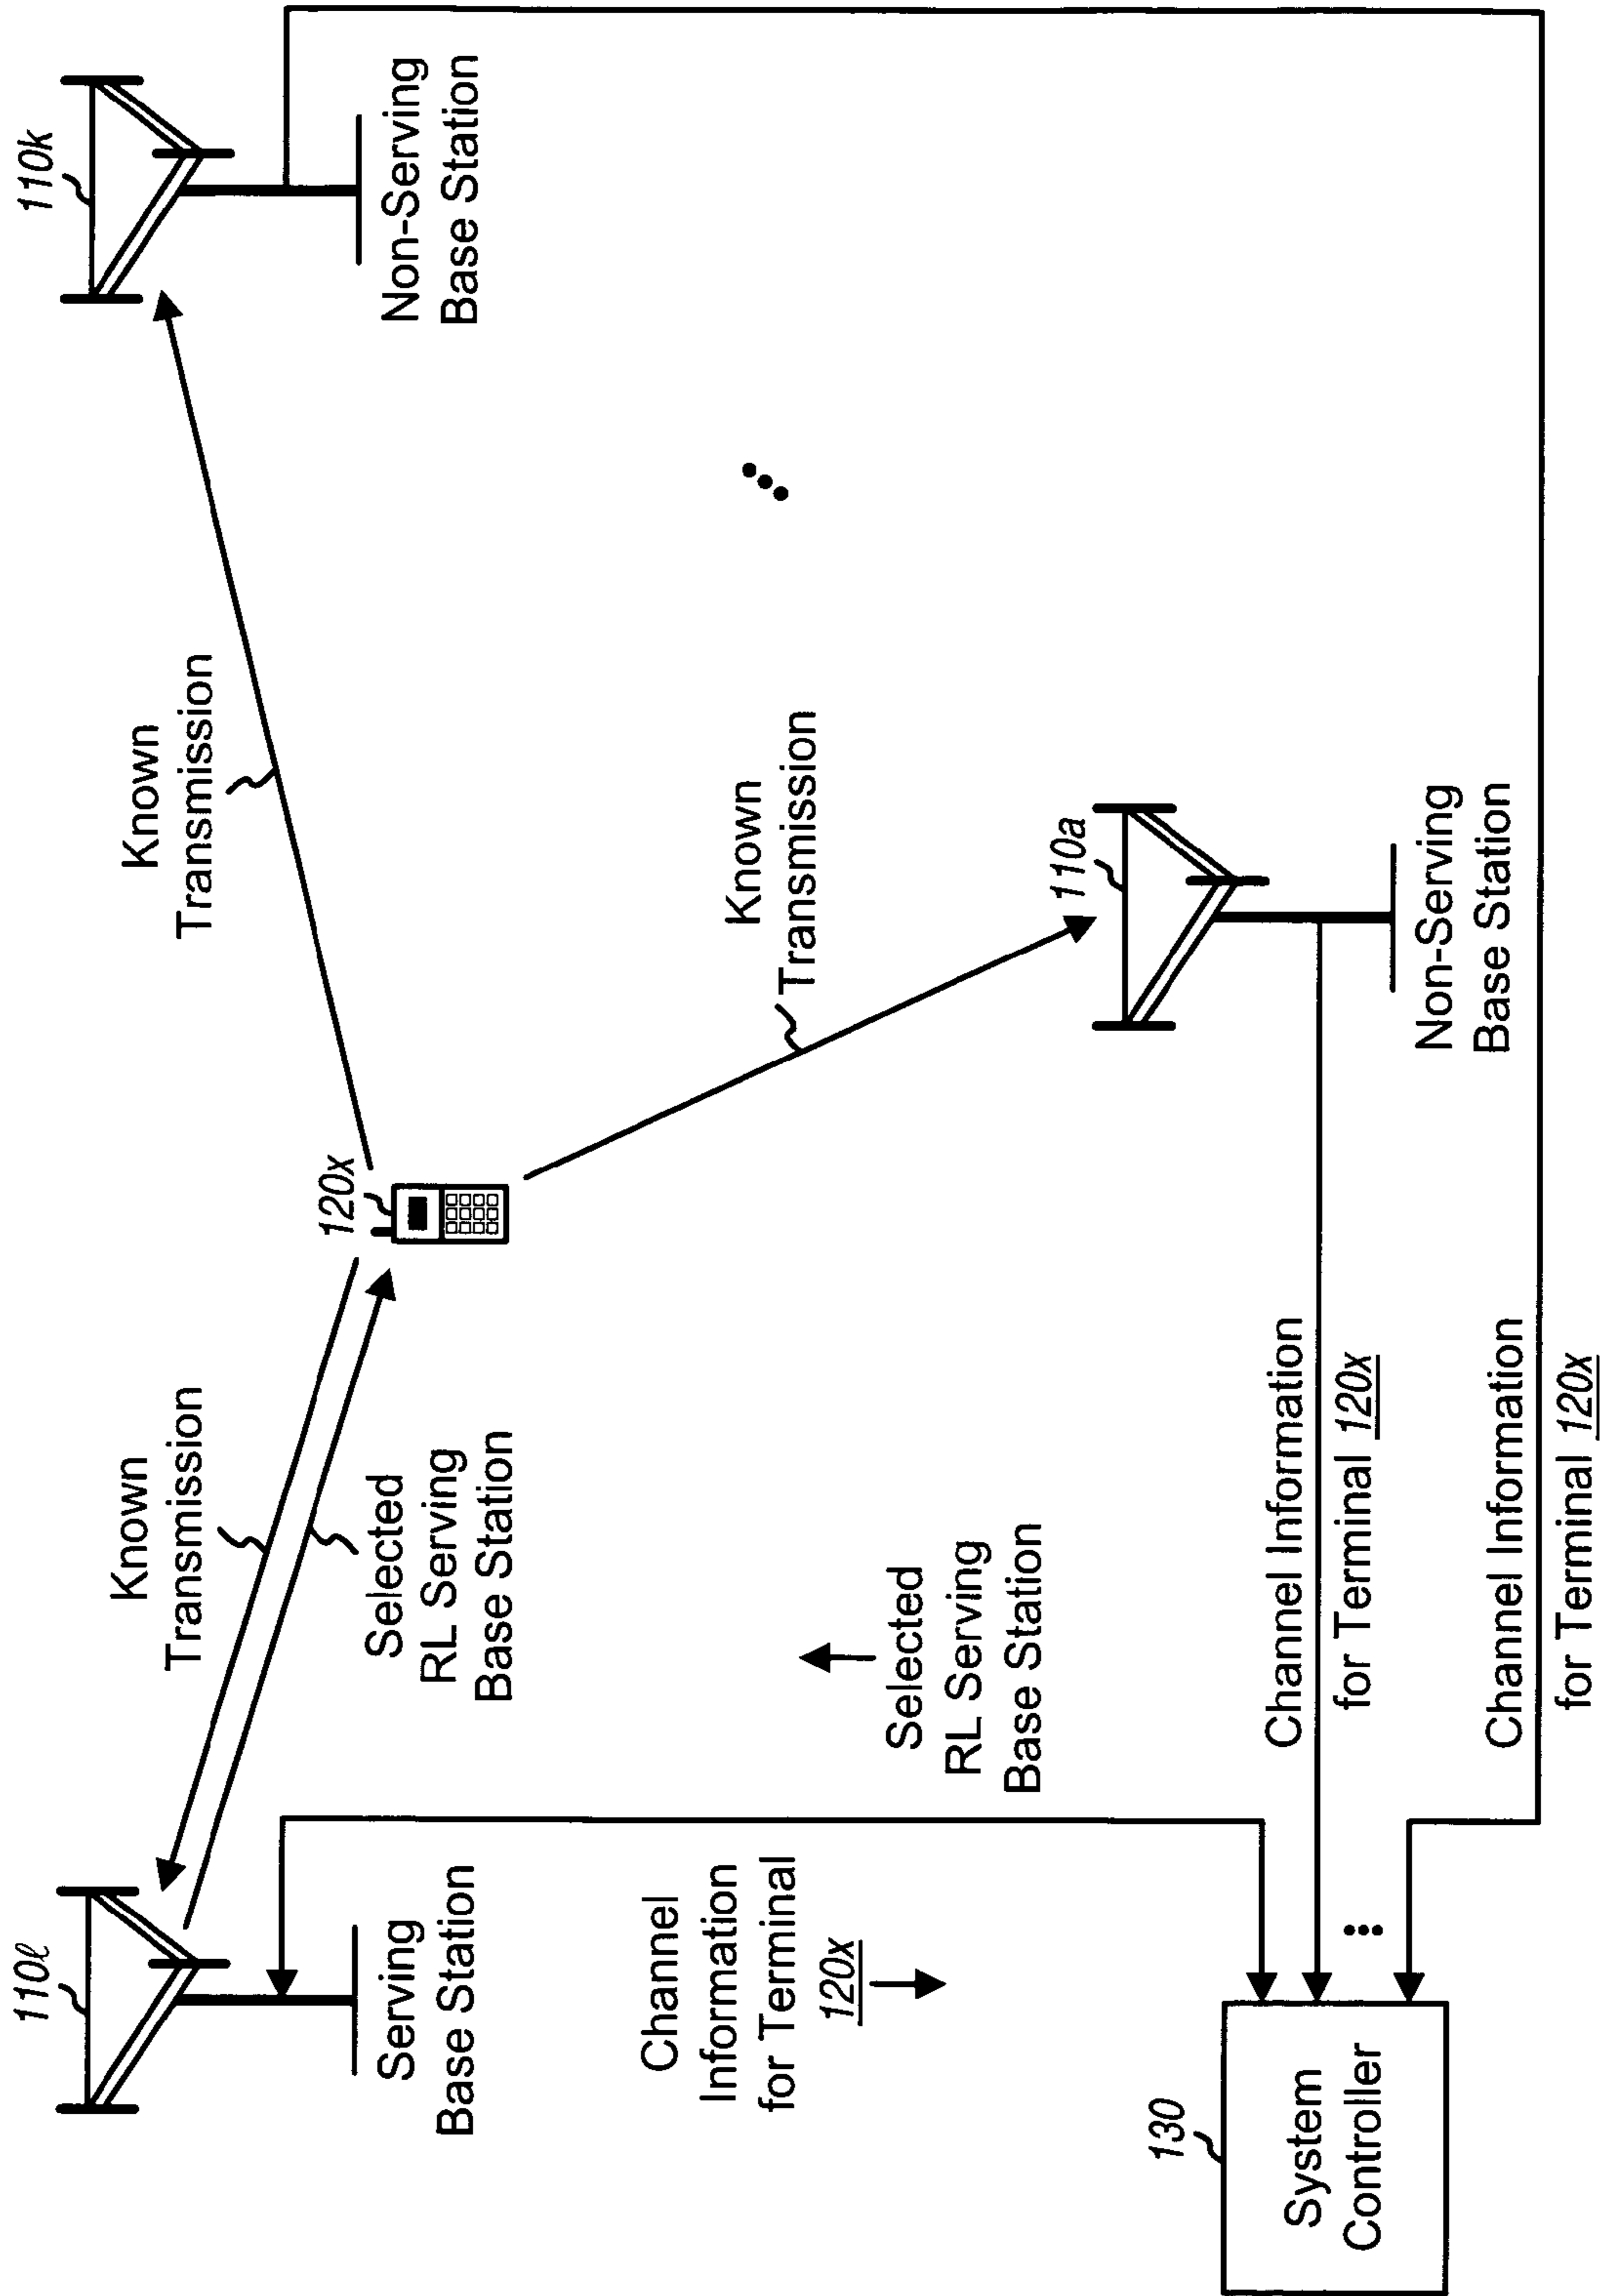 110ℓ
Serving
Base Station
Known
Transmission
Selected
RL Serving
Base Station
120x
Known
Transmission
110k
Non-Serving
Base Station
Channel
Information
for Terminal
120x
Selected
RL Serving
Base Station
Known
Transmission
110a
Non-Serving
Base Station
130
System
Controller
Channel Information
for Terminal 120x
Channel Information
for Terminal 120x